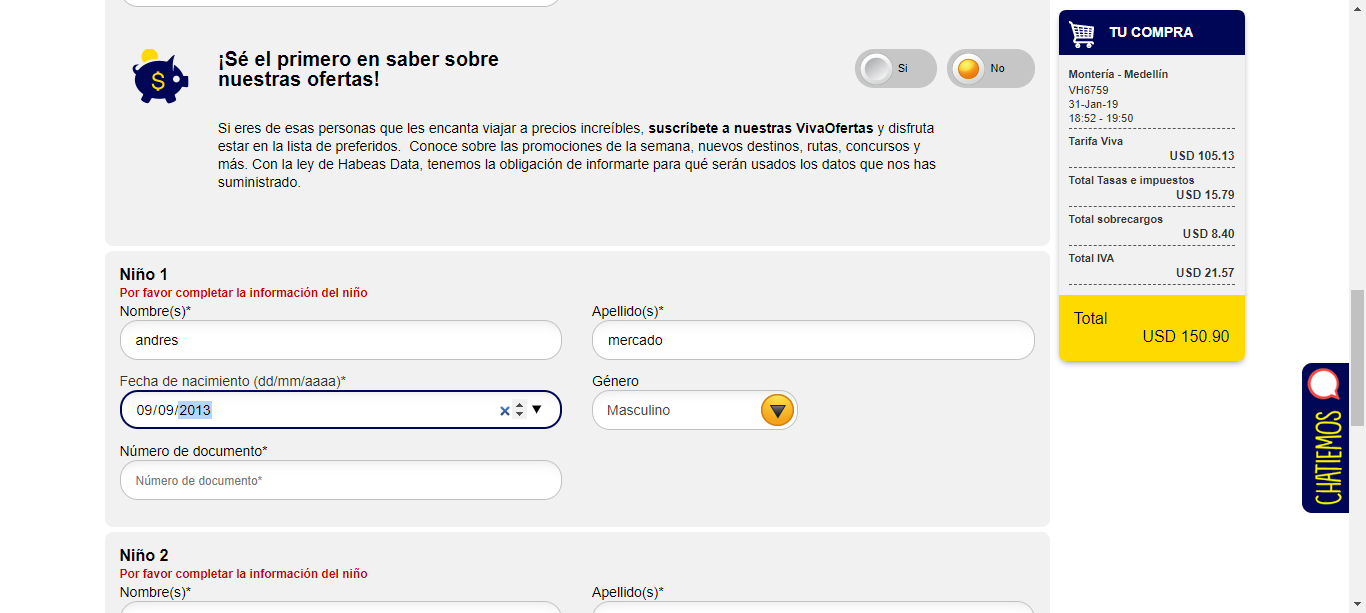 ¡Sé el primero en saber sobre
nuestras ofertas!
Si
No
Si eres de esas personas que les encanta viajar a precios increíbles, suscríbete a nuestras VivaOfertas y disfruta
estar en la lista de preferidos.  Conoce sobre las promociones de la semana, nuevos destinos, rutas, concursos y
más. Con la ley de Habeas Data, tenemos la obligación de informarte para qué serán usados los datos que nos has
suministrado.
Niño 1
Por favor completar la información del niño
Nombre(s)*
Apellido(s)*
andres
mercado
Fecha de nacimiento (dd/mm/aaaa)*
Género
09/09/2013
Masculino
Número de documento*
Número de documento*
Niño 2
Por favor completar la información del niño
Nombre(s)*
Apellido(s)*
TU COMPRA
Montería - Medellín
VH6759
31-Jan-19
18:52 - 19:50
Tarifa Viva
USD 105.13
Total Tasas e impuestos
USD 15.79
Total sobrecargos
USD 8.40
Total IVA
USD 21.57
Total
USD 150.90
CHATIEMOS